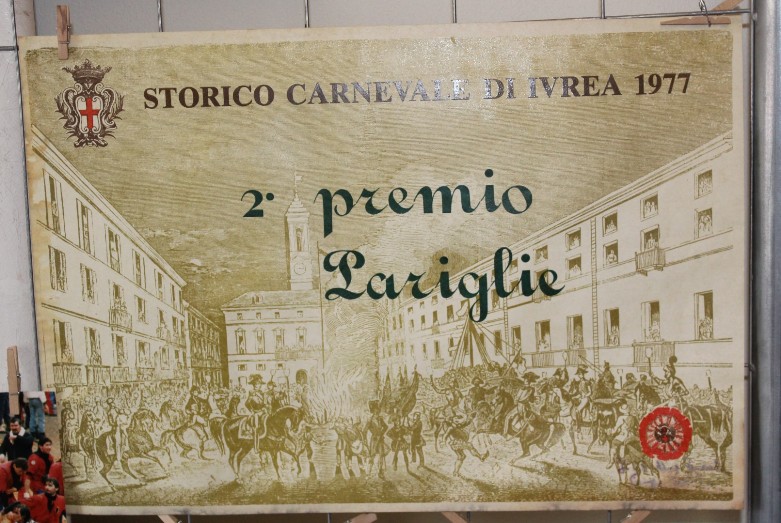 STORICO CARNEVALE DI IVREA 1977
2° premio
Pariglie